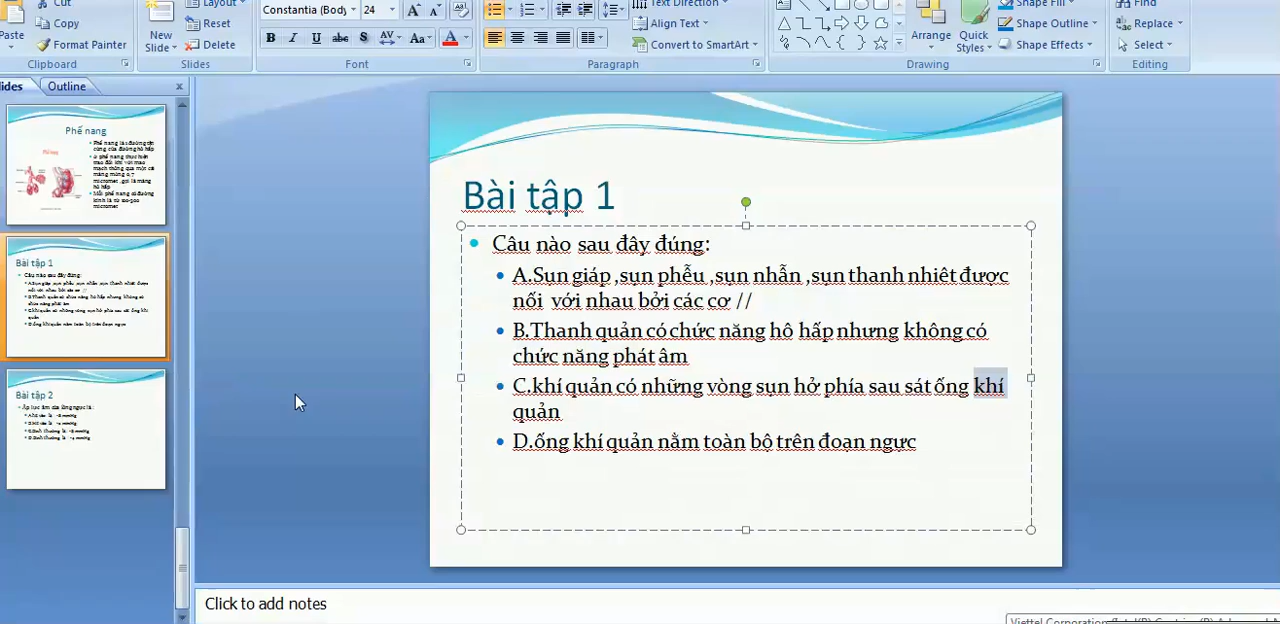 Cut
Layout
Constantia (Body
24
Text Direction
Shape Fill
Find
Copy
Reset
Align Text
Shape Outline
Replace
Paste
Format Painter
New
Slide
Delete
B I U abc S AV Aa A
Convert to SmartArt
Arrange
Quick
Styles
Shape Effects
Select
Clipboard
Slides
Font
Paragraph
Drawing
Editing
Slides
Outline
Phế nang
Bài tập 1
Câu nào sau đây đúng:
A.Sụn giáp ,sụn phễu ,sụn nhẫn ,sụn thanh nhiêt được
nối với nhau bởi các cơ //
B.Thanh quản có chức năng hô hấp nhưng không có
chức năng phát âm
C.khí quản có những vòng sụn hở phía sau sát ống khí
quản
D.ống khí quản nằm toàn bộ trên đoạn ngực
Bài tập 1
Bài tập 2
Click to add notes